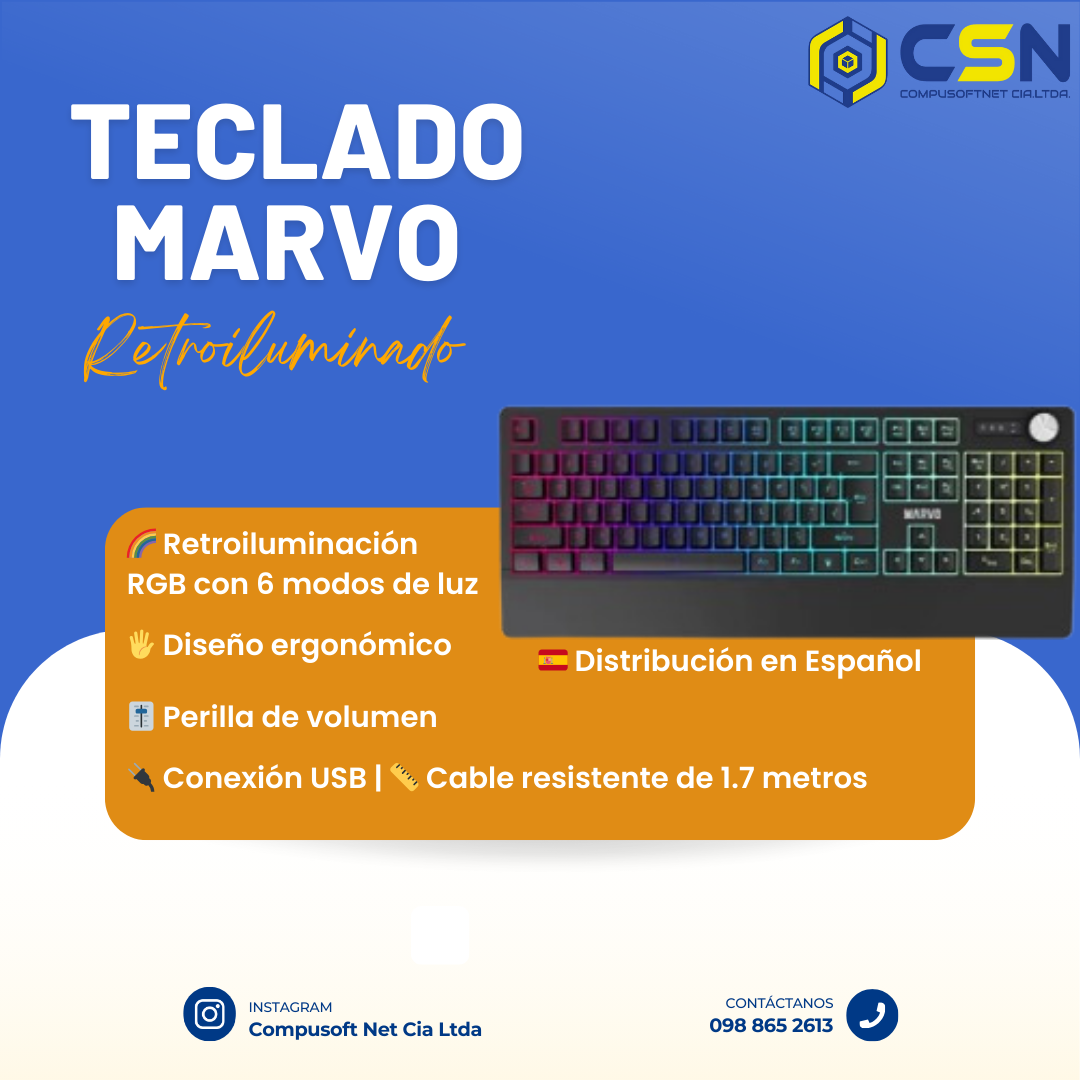 CSN
COMPUSOFTNET CIA.LTDA.
TECLADO
MARVO
Retroiluminado
MARVO
🌈 Retroiluminación
RGB con 6 modos de luz
🖐 Diseño ergonómico
🇪🇸 Distribución en Español
🎚 Perilla de volumen
🔌 Conexión USB | 📏 Cable resistente de 1.7 metros
INSTAGRAM
Compusoft Net Cia Ltda
CONTÁCTANOS
098 865 2613